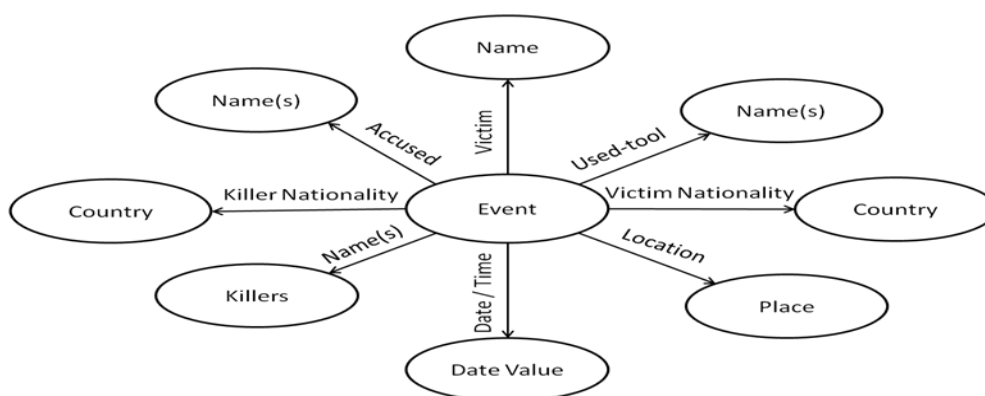 Name
Name(s)
Name(s)
Accused
Victim
Used-tool
Killer Nationality
Victim Nationality
Country
Event
Country
Name(s)
Location
Killers
Date / Time
Place
Date Value